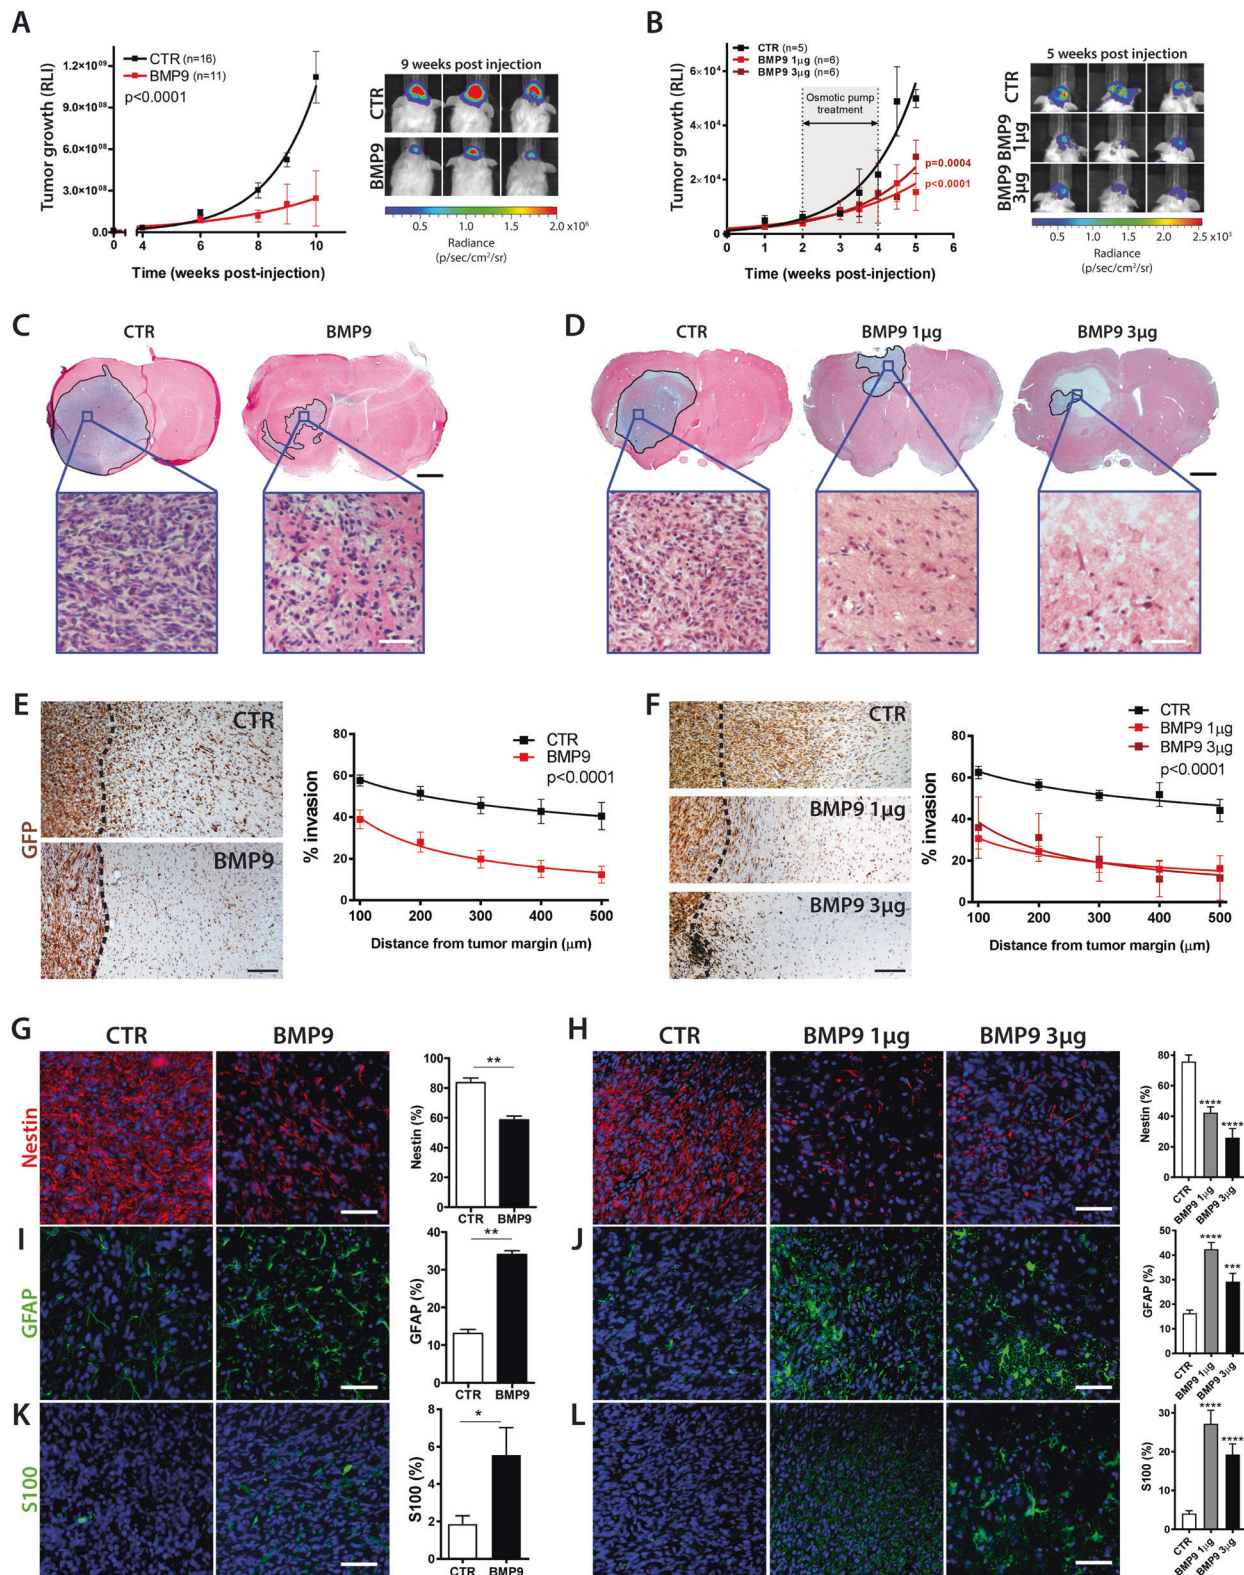 A
Tumor growth (RLI)
1.2×10⁰⁹
9.0×10⁰⁸
6.0×10⁰⁸
3.0×10⁰⁸
0.0
CTR (n=16)
BMP9 (n=11)
p<0.0001
0 4 6 8 10
Time (weeks post-injection)
9 weeks post injection
CTR
BMP9
0.5 1.0 1.5 2.0 x10⁶
Radiance
(p/sec/cm²/sr)
B
Tumor growth (RLI)
6×10⁴
4×10⁴
2×10⁴
0
CTR (n=5)
BMP9 1µg (n=6)
BMP9 3µg (n=6)
Osmotic pump
treatment
p=0.0004
p<0.0001
0 1 2 3 4 5 6
Time (weeks post-injection)
5 weeks post injection
CTR
BMP9 1µg
BMP9 3µg
0.5 1.0 1.5 2.0 2.5 x10³
Radiance
(p/sec/cm²/sr)
C
CTR
BMP9
D
CTR
BMP9 1µg
BMP9 3µg
E
GFP
CTR
BMP9
% invasion
80
60
40
20
0
CTR
BMP9
p<0.0001
100 200 300 400 500
Distance from tumor margin (µm)
F
CTR
BMP9 1µg
BMP9 3µg
% invasion
80
60
40
20
0
CTR
BMP9 1µg
BMP9 3µg
p<0.0001
100 200 300 400 500
Distance from tumor margin (µm)
G
CTR
BMP9
Nestin
Nestin (%)
100
80
60
40
20
0
**
CTR BMP9
H
CTR
BMP9 1µg
BMP9 3µg
Nestin (%)
80
60
40
20
0
****
****
CTR
BMP9 1µg
BMP9 3µg
I
GFAP
GFAP (%)
40
30
20
10
0
**
CTR BMP9
J
GFAP (%)
50
40
30
20
10
0
****
***
CTR
BMP9 1µg
BMP9 3µg
K
S100
S100 (%)
8
6
4
2
0
*
CTR BMP9
L
S100 (%)
30
20
10
0
****
****
CTR
BMP9 1µg
BMP9 3µg